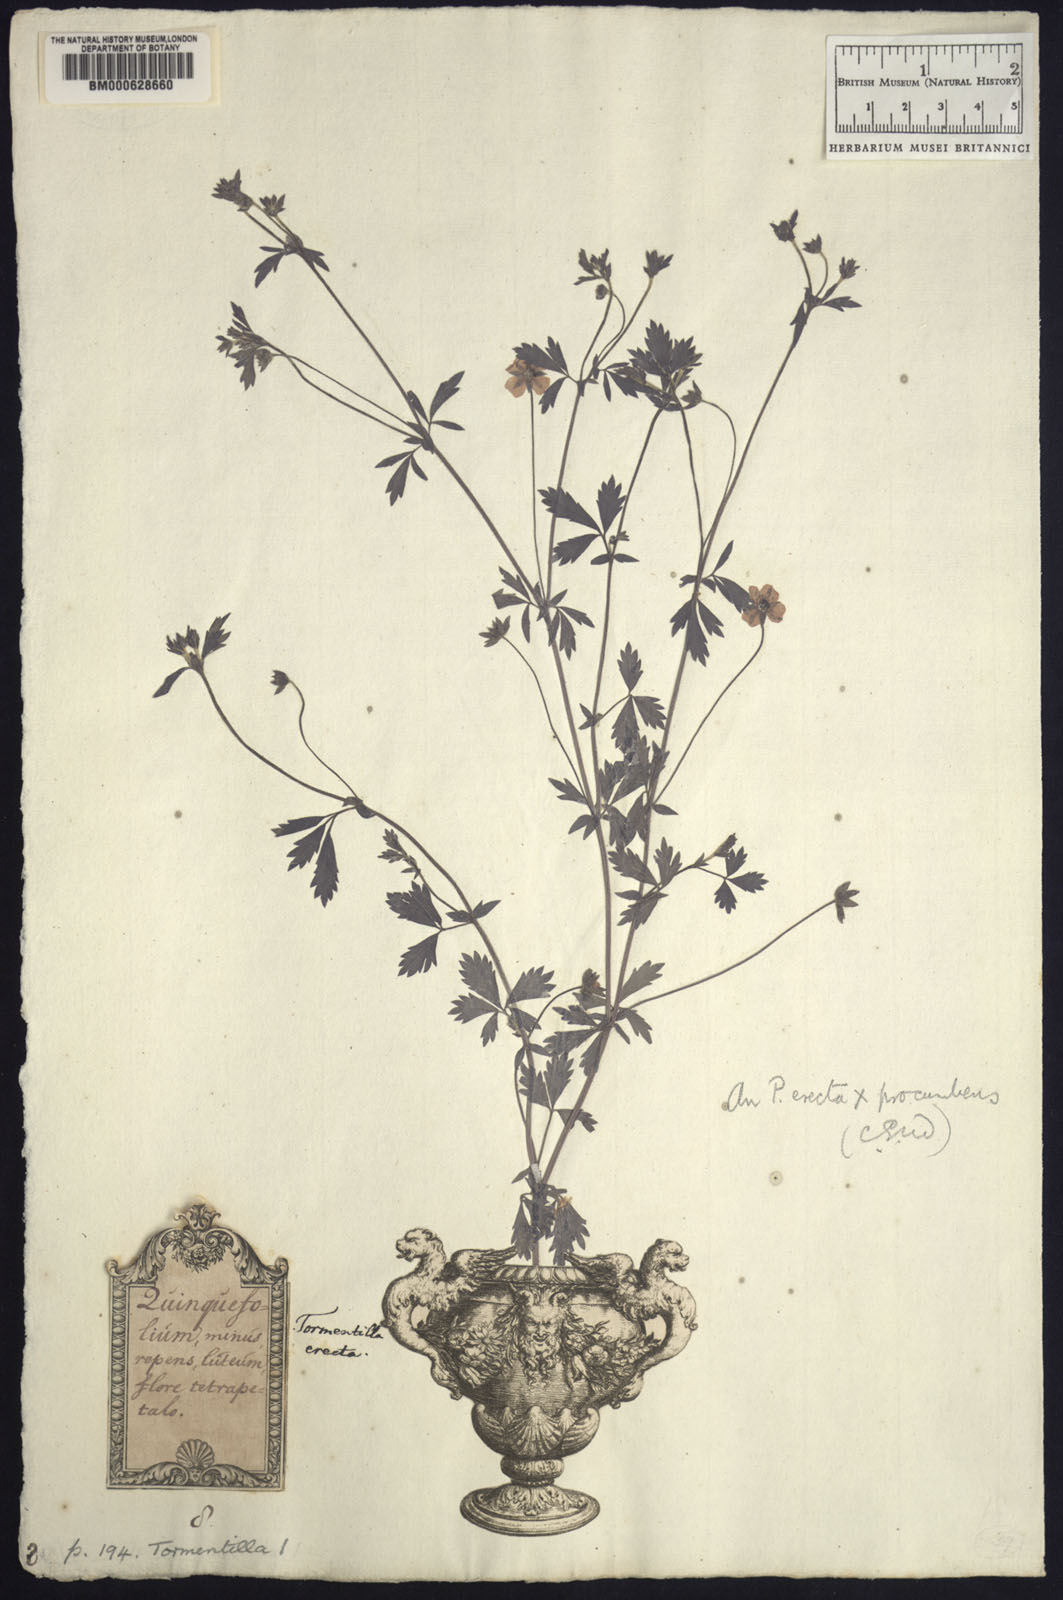 THE NATURAL HISTORY MUSEUM, LONDON
DEPARTMENT OF BOTANY
BM000628660
1 2
BRITISH MUSEUM (NATURAL HISTORY)
1 2 3 4 5
HERBARIUM MUSEI BRITANNICI
An P. erecta x procumbens
Quinquefo-
lium, minus,
repens, luteum,
flore tetrape-
talo.
Tormentilla
erecta.
8
8 p. 194. Tormentilla 1